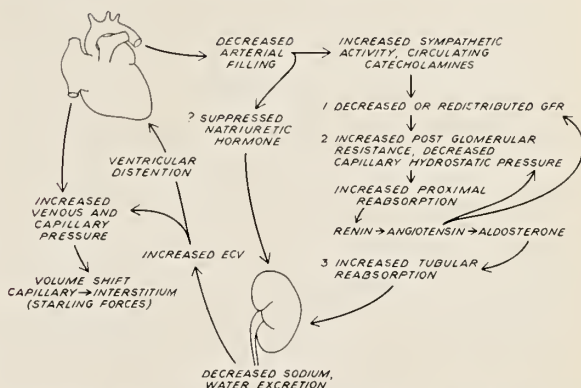 DECREASED
ARTERIAL
FILLING
INCREASED SYMPATHETIC
ACTIVITY, CIRCULATING
CATECHOLAMINES
? SUPPRESSED
NATRIURETIC
HORMONE
1 DECREASED OR REDISTRIBUTED GFR
2 INCREASED POST GLOMERULAR
RESISTANCE, DECREASED
CAPILLARY HYDROSTATIC PRESSURE
INCREASED PROXIMAL
REABSORPTION
RENIN → ANGIOTENSIN → ALDOSTERONE
3 INCREASED TUBULAR
REABSORPTION
VENTRICULAR
DISTENTION
INCREASED
VENOUS AND
CAPILLARY
PRESSURE
INCREASED ECV
VOLUME SHIFT
CAPILLARY → INTERSTITIUM
(STARLING FORCES)
DECREASED SODIUM,
WATER EXCRETION